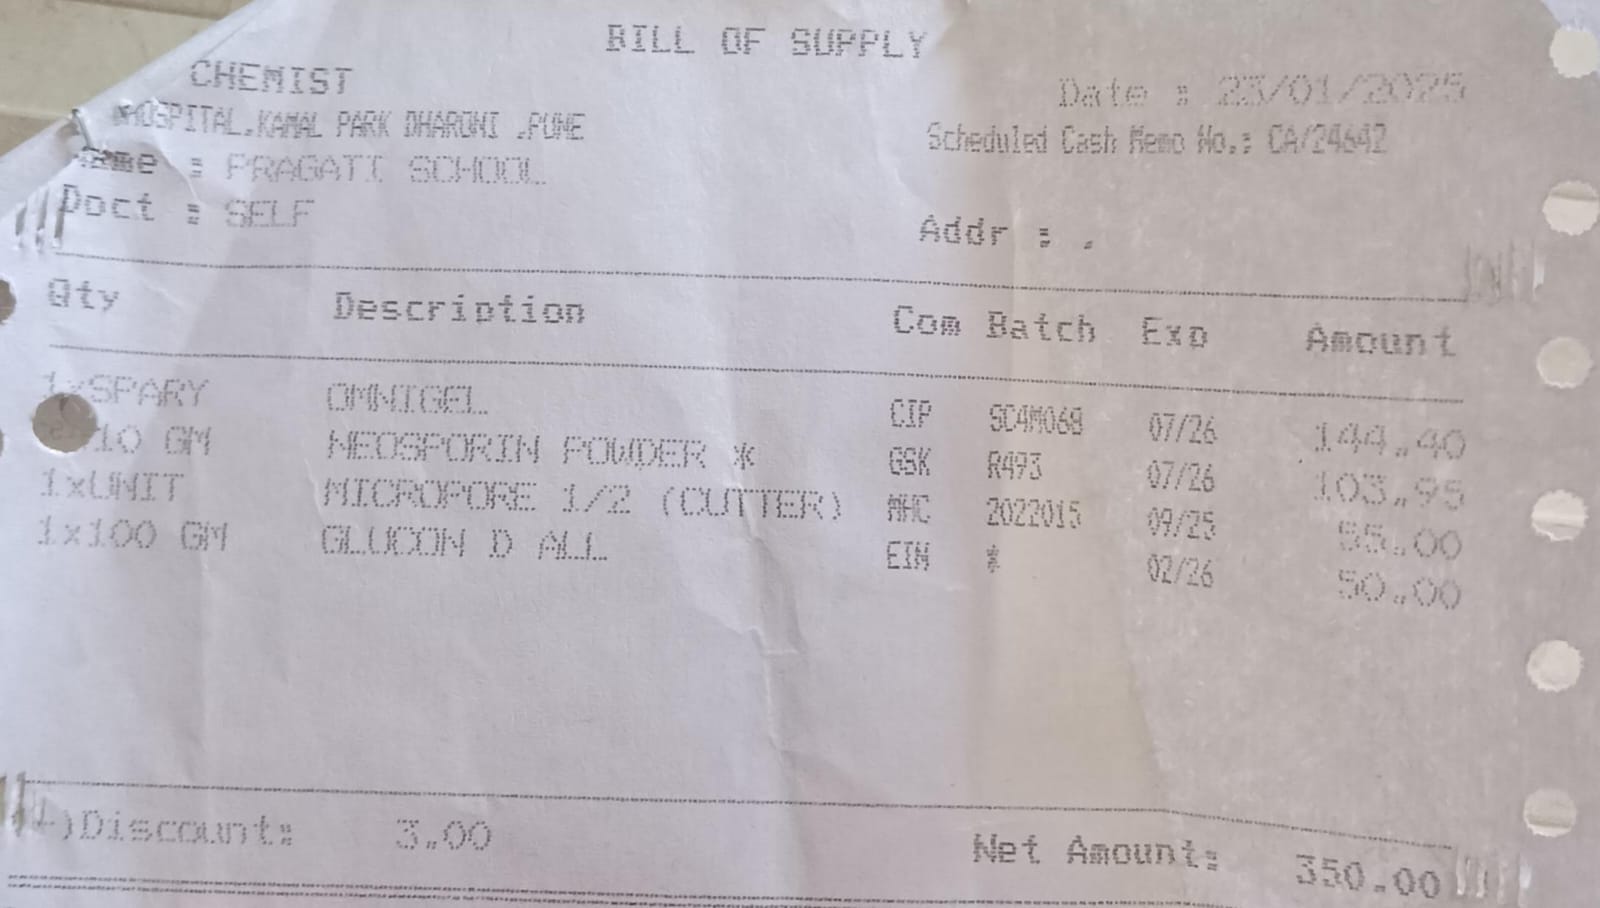 BILL OF SUPPLY
CHEMIST
Date : 23/01/2025
HOSPITAL,KAMAL PARK DHARONI ,PUNE
Scheduled Cash Memo No.: CA/24642
Name : PRAGATI SCHOOL
Doct : SELF
Addr : .
Qty Description Com Batch Exp Amount
1xSPARY OMNIGEL CIP SC4M068 07/26 144.40
10 GM NEOSPORIN POWDER * GSK R493 07/26 103.95
1xUNIT MICROPORE 1/2 (CUTTER) MHC 2022015 09/25 55.00
1x100 GM GLUCON D ALL EIN * 02/26 50.00
(-)Discount: 3.00
Net Amount: 350.00